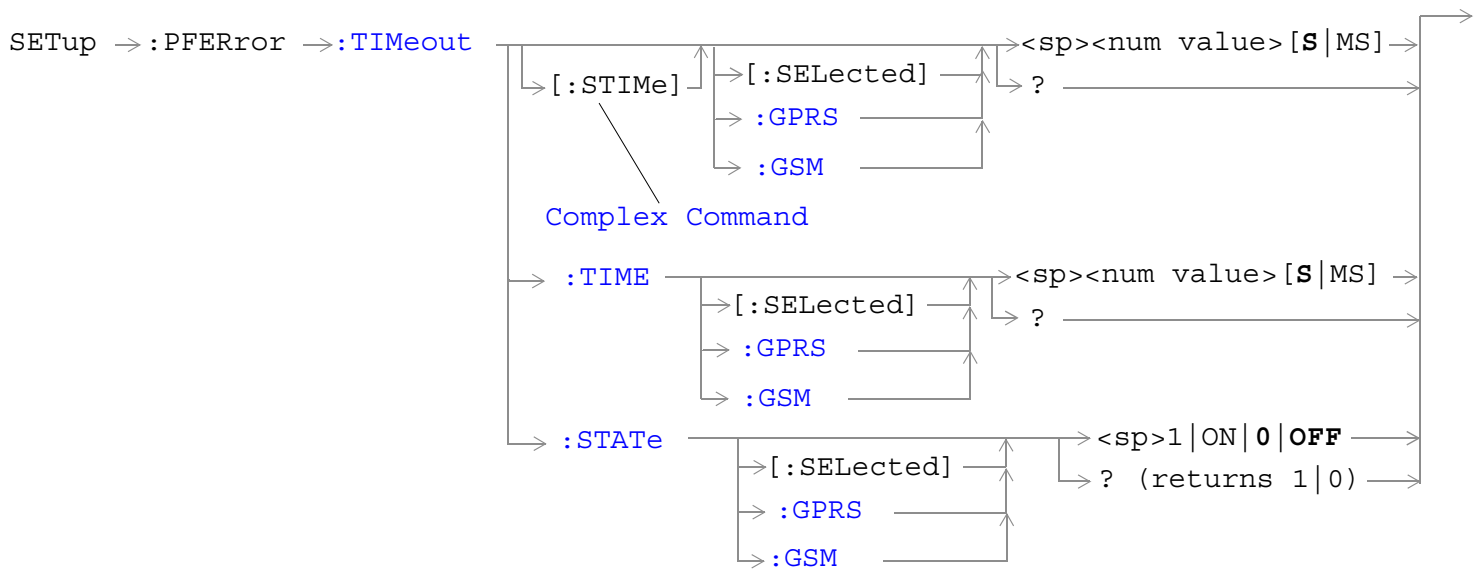 SETup :PFERror :TIMeout <sp><num value>[S|MS]
[:STIMe] [:SELected] ?
:GPRS
:GSM
Complex Command
:TIME <sp><num value>[S|MS]
[:SELected] ?
:GPRS
:GSM
:STATe <sp>1|ON|0|OFF
[:SELected] ? (returns 1|0)
:GPRS
:GSM